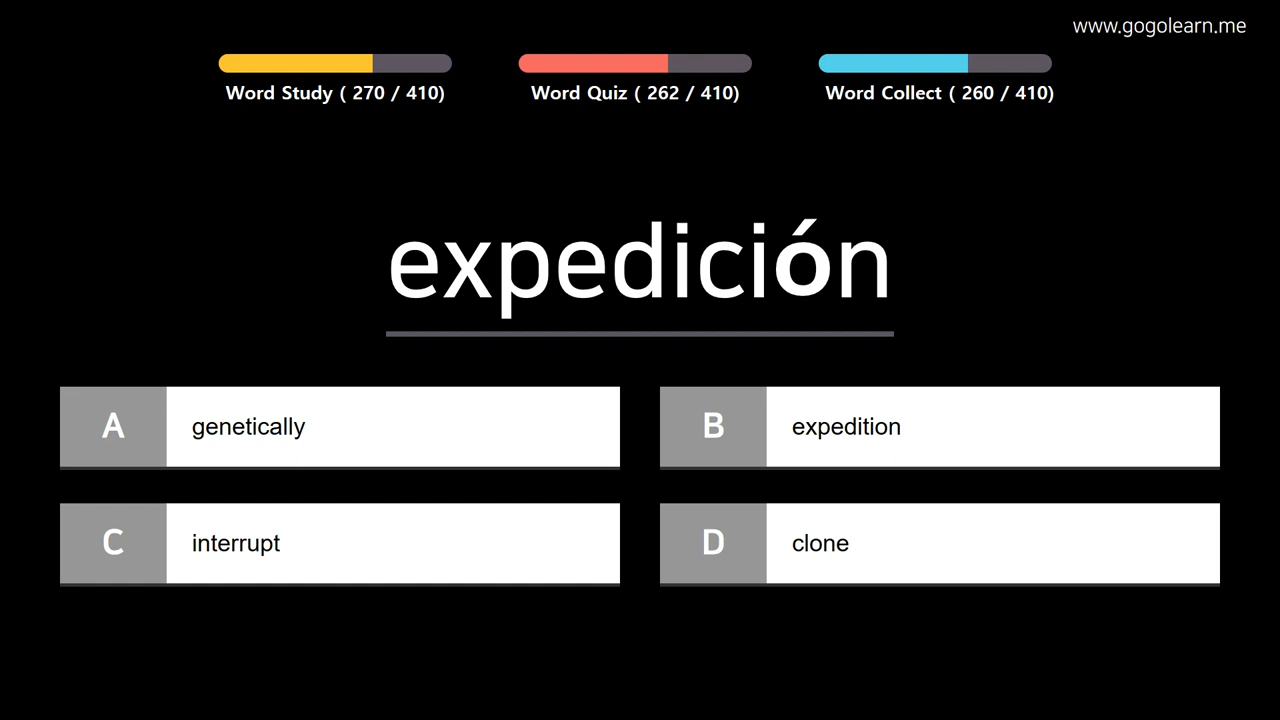 www.gogolearn.me
Word Study ( 270 / 410)
Word Quiz ( 262 / 410)
Word Collect ( 260 / 410)
expedición
A genetically
B expedition
C interrupt
D clone